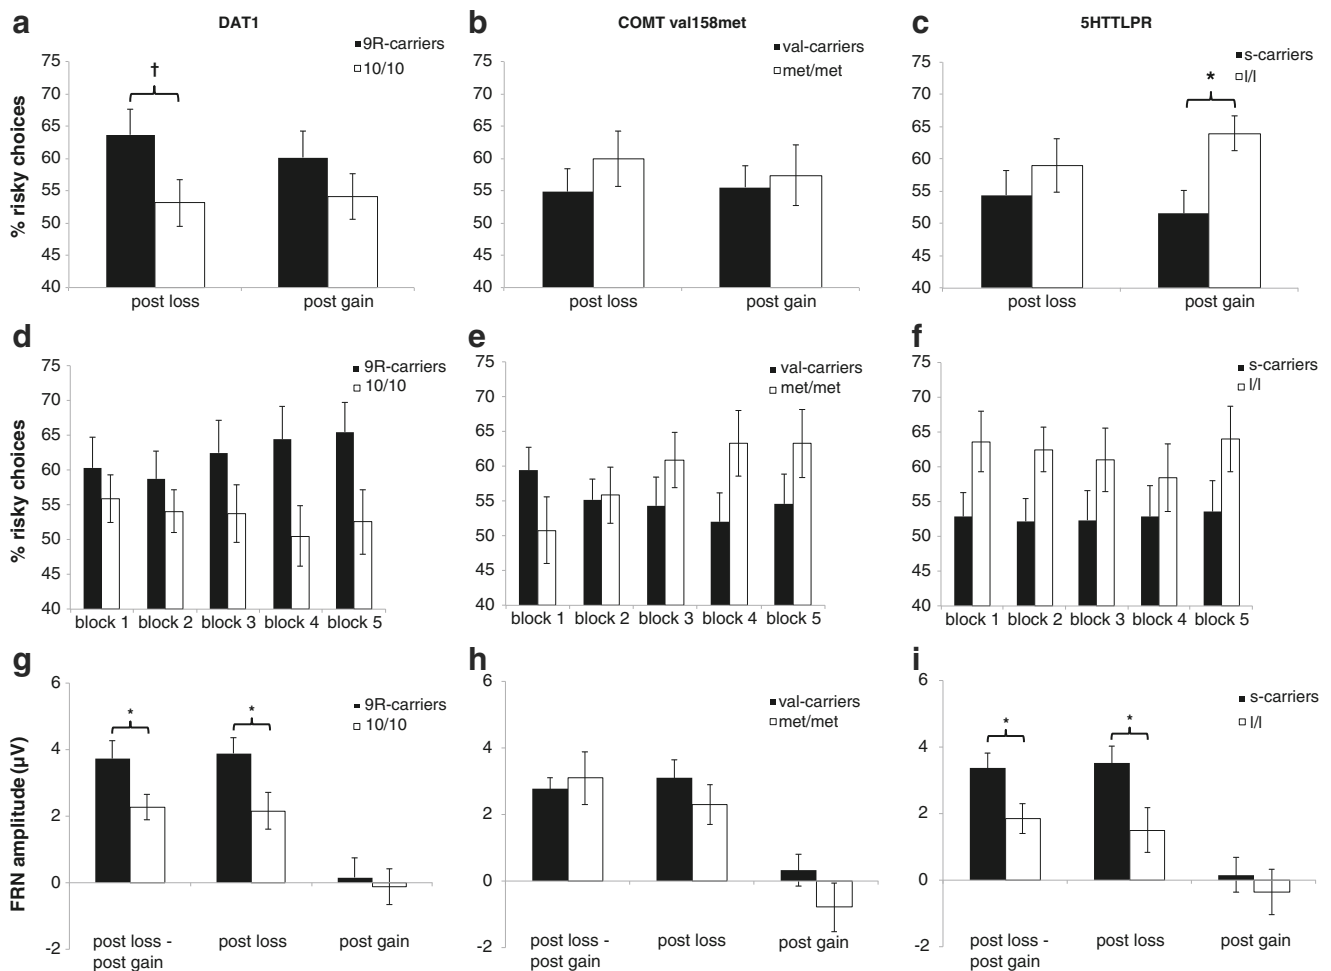 a
DAT1
9R-carriers
10/10
75
70
65
60
55
50
45
40
% risky choices
†
post loss
post gain
b
COMT val158met
val-carriers
met/met
75
70
65
60
55
50
45
40
post loss
post gain
c
5HTTLPR
s-carriers
l/l
75
70
65
60
55
50
45
40
*
post loss
post gain
d
9R-carriers
10/10
75
70
65
60
55
50
45
40
% risky choices
block 1 block 2 block 3 block 4 block 5
e
val-carriers
met/met
75
70
65
60
55
50
45
40
block 1 block 2 block 3 block 4 block 5
f
s-carriers
l/l
75
70
65
60
55
50
45
40
block 1 block 2 block 3 block 4 block 5
g
9R-carriers
10/10
6
4
2
0
-2
FRN amplitude (µV)
*
*
post loss -
post gain
post loss
post gain
h
val-carriers
met/met
6
4
2
0
-2
post loss -
post gain
post loss
post gain
i
s-carriers
l/l
6
4
2
0
-2
*
*
post loss -
post gain
post loss
post gain